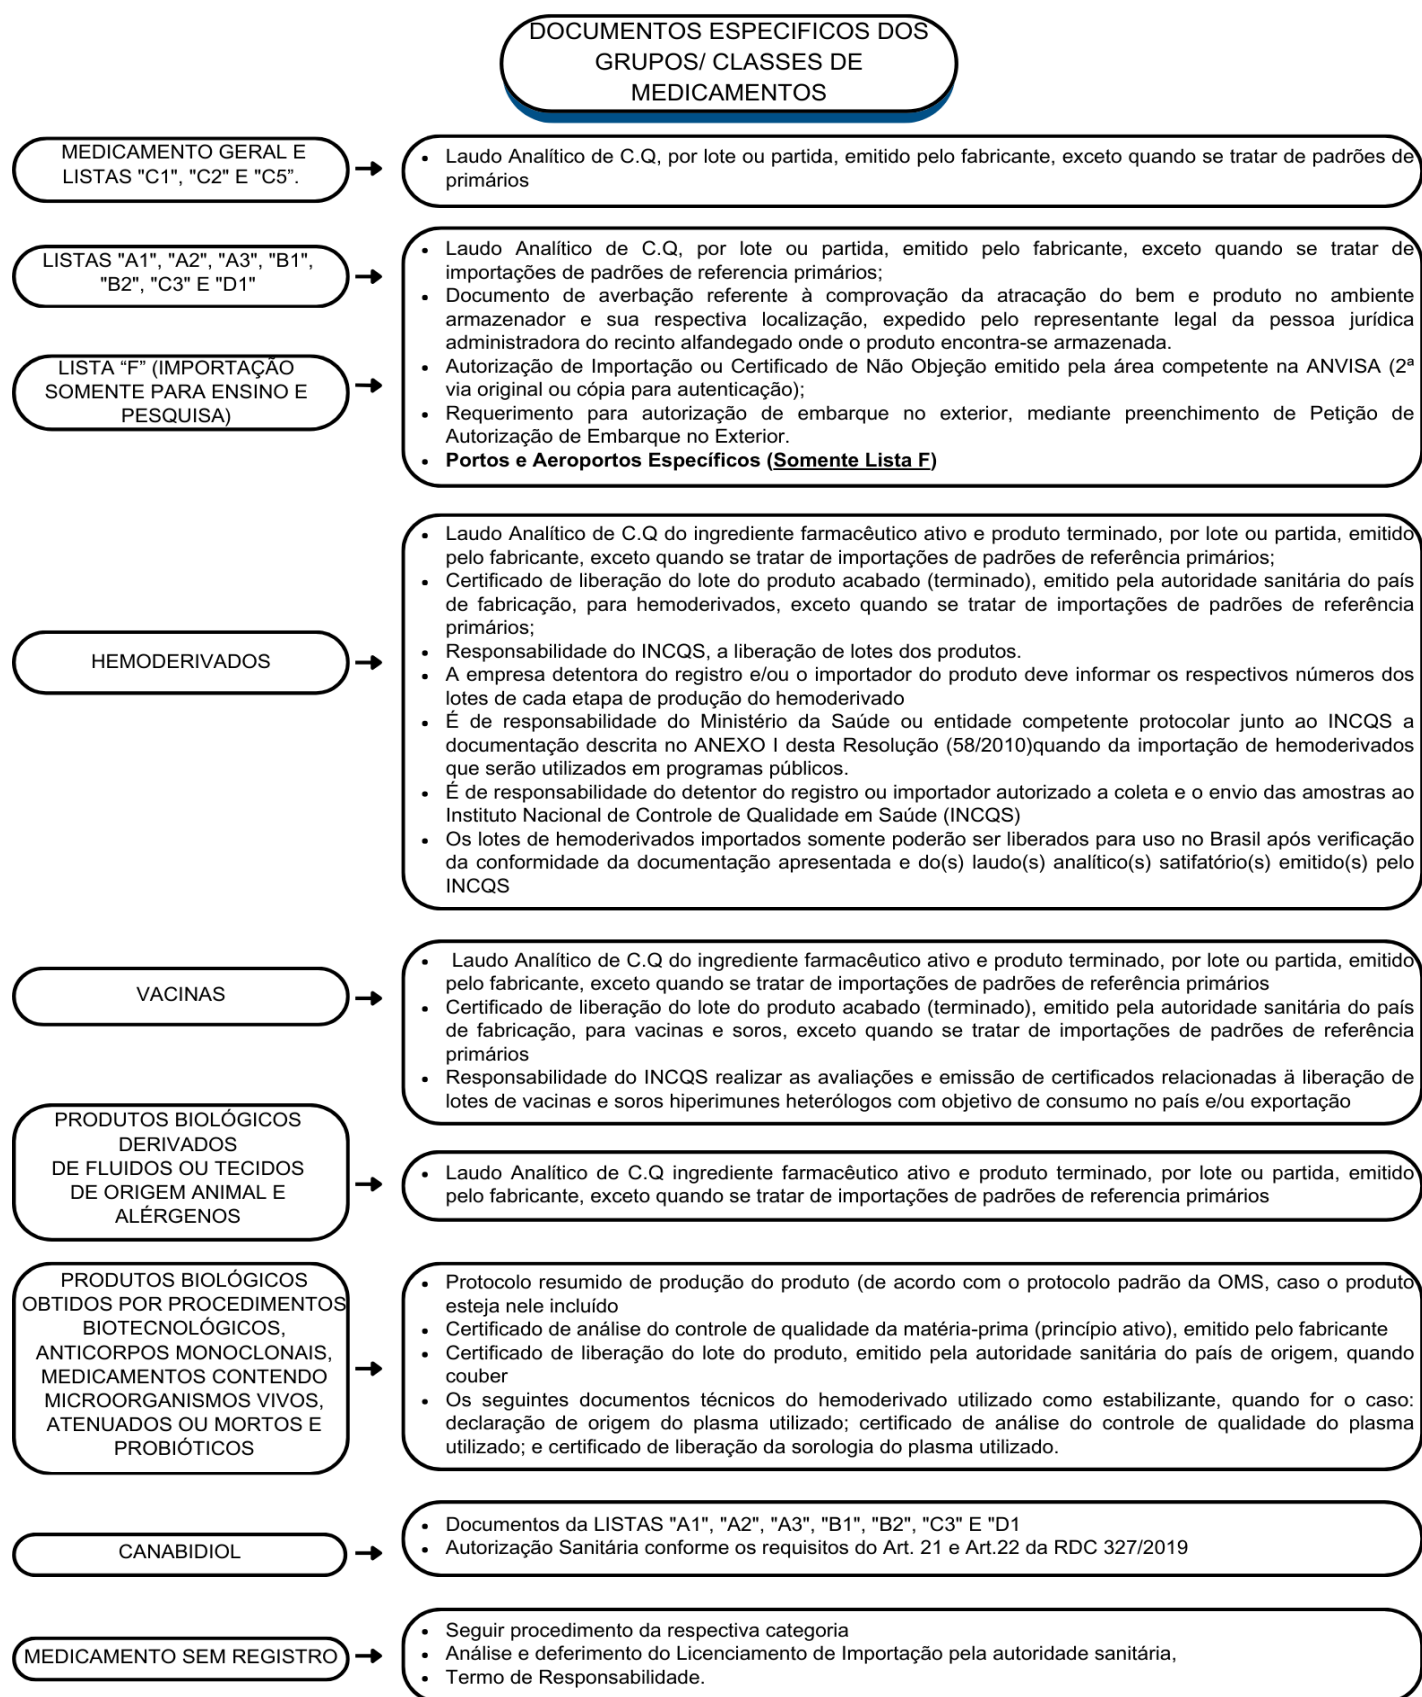 DOCUMENTOS ESPECIFICOS DOS
GRUPOS/ CLASSES DE
MEDICAMENTOS
MEDICAMENTO GERAL E
LISTAS "C1", "C2" E "C5”.
• Laudo Analítico de C.Q, por lote ou partida, emitido pelo fabricante, exceto quando se tratar de padrões de
primários
LISTAS "A1", "A2", "A3", "B1",
"B2", "C3" E "D1"
LISTA “F” (IMPORTAÇÃO
SOMENTE PARA ENSINO E
PESQUISA)
• Laudo Analítico de C.Q, por lote ou partida, emitido pelo fabricante, exceto quando se tratar de
importações de padrões de referencia primários;
• Documento de averbação referente à comprovação da atracação do bem e produto no ambiente
armazenador e sua respectiva localização, expedido pelo representante legal da pessoa jurídica
administradora do recinto alfandegado onde o produto encontra-se armazenada.
• Autorização de Importação ou Certificado de Não Objeção emitido pela área competente na ANVISA (2ª
via original ou cópia para autenticação);
• Requerimento para autorização de embarque no exterior, mediante preenchimento de Petição de
Autorização de Embarque no Exterior.
• Portos e Aeroportos Específicos (Somente Lista F)
HEMODERIVADOS
• Laudo Analítico de C.Q do ingrediente farmacêutico ativo e produto terminado, por lote ou partida, emitido
pelo fabricante, exceto quando se tratar de importações de padrões de referência primários;
• Certificado de liberação do lote do produto acabado (terminado), emitido pela autoridade sanitária do país
de fabricação, para hemoderivados, exceto quando se tratar de importações de padrões de referência
primários;
• Responsabilidade do INCQS, a liberação de lotes dos produtos.
• A empresa detentora do registro e/ou o importador do produto deve informar os respectivos números dos
lotes de cada etapa de produção do hemoderivado
• É de responsabilidade do Ministério da Saúde ou entidade competente protocolar junto ao INCQS a
documentação descrita no ANEXO I desta Resolução (58/2010)quando da importação de hemoderivados
que serão utilizados em programas públicos.
• É de responsabilidade do detentor do registro ou importador autorizado a coleta e o envio das amostras ao
Instituto Nacional de Controle de Qualidade em Saúde (INCQS)
• Os lotes de hemoderivados importados somente poderão ser liberados para uso no Brasil após verificação
da conformidade da documentação apresentada e do(s) laudo(s) analítico(s) satifatório(s) emitido(s) pelo
INCQS
VACINAS
• Laudo Analítico de C.Q do ingrediente farmacêutico ativo e produto terminado, por lote ou partida, emitido
pelo fabricante, exceto quando se tratar de importações de padrões de referência primários
• Certificado de liberação do lote do produto acabado (terminado), emitido pela autoridade sanitária do país
de fabricação, para vacinas e soros, exceto quando se tratar de importações de padrões de referência
primários
• Responsabilidade do INCQS realizar as avaliações e emissão de certificados relacionadas ä liberação de
lotes de vacinas e soros hiperimunes heterólogos com objetivo de consumo no país e/ou exportação
PRODUTOS BIOLÓGICOS
DERIVADOS
DE FLUIDOS OU TECIDOS
DE ORIGEM ANIMAL E
ALÉRGENOS
• Laudo Analítico de C.Q ingrediente farmacêutico ativo e produto terminado, por lote ou partida, emitido
pelo fabricante, exceto quando se tratar de importações de padrões de referencia primários
PRODUTOS BIOLÓGICOS
OBTIDOS POR PROCEDIMENTOS
BIOTECNOLÓGICOS,
ANTICORPOS MONOCLONAIS,
MEDICAMENTOS CONTENDO
MICROORGANISMOS VIVOS,
ATENUADOS OU MORTOS E
PROBIÓTICOS
• Protocolo resumido de produção do produto (de acordo com o protocolo padrão da OMS, caso o produto
esteja nele incluído
• Certificado de análise do controle de qualidade da matéria-prima (princípio ativo), emitido pelo fabricante
• Certificado de liberação do lote do produto, emitido pela autoridade sanitária do país de origem, quando
couber
• Os seguintes documentos técnicos do hemoderivado utilizado como estabilizante, quando for o caso:
declaração de origem do plasma utilizado; certificado de análise do controle de qualidade do plasma
utilizado; e certificado de liberação da sorologia do plasma utilizado.
CANABIDIOL
• Documentos da LISTAS "A1", "A2", "A3", "B1", "B2", "C3" E "D1
• Autorização Sanitária conforme os requisitos do Art. 21 e Art.22 da RDC 327/2019
MEDICAMENTO SEM REGISTRO
• Seguir procedimento da respectiva categoria
• Análise e deferimento do Licenciamento de Importação pela autoridade sanitária,
• Termo de Responsabilidade.